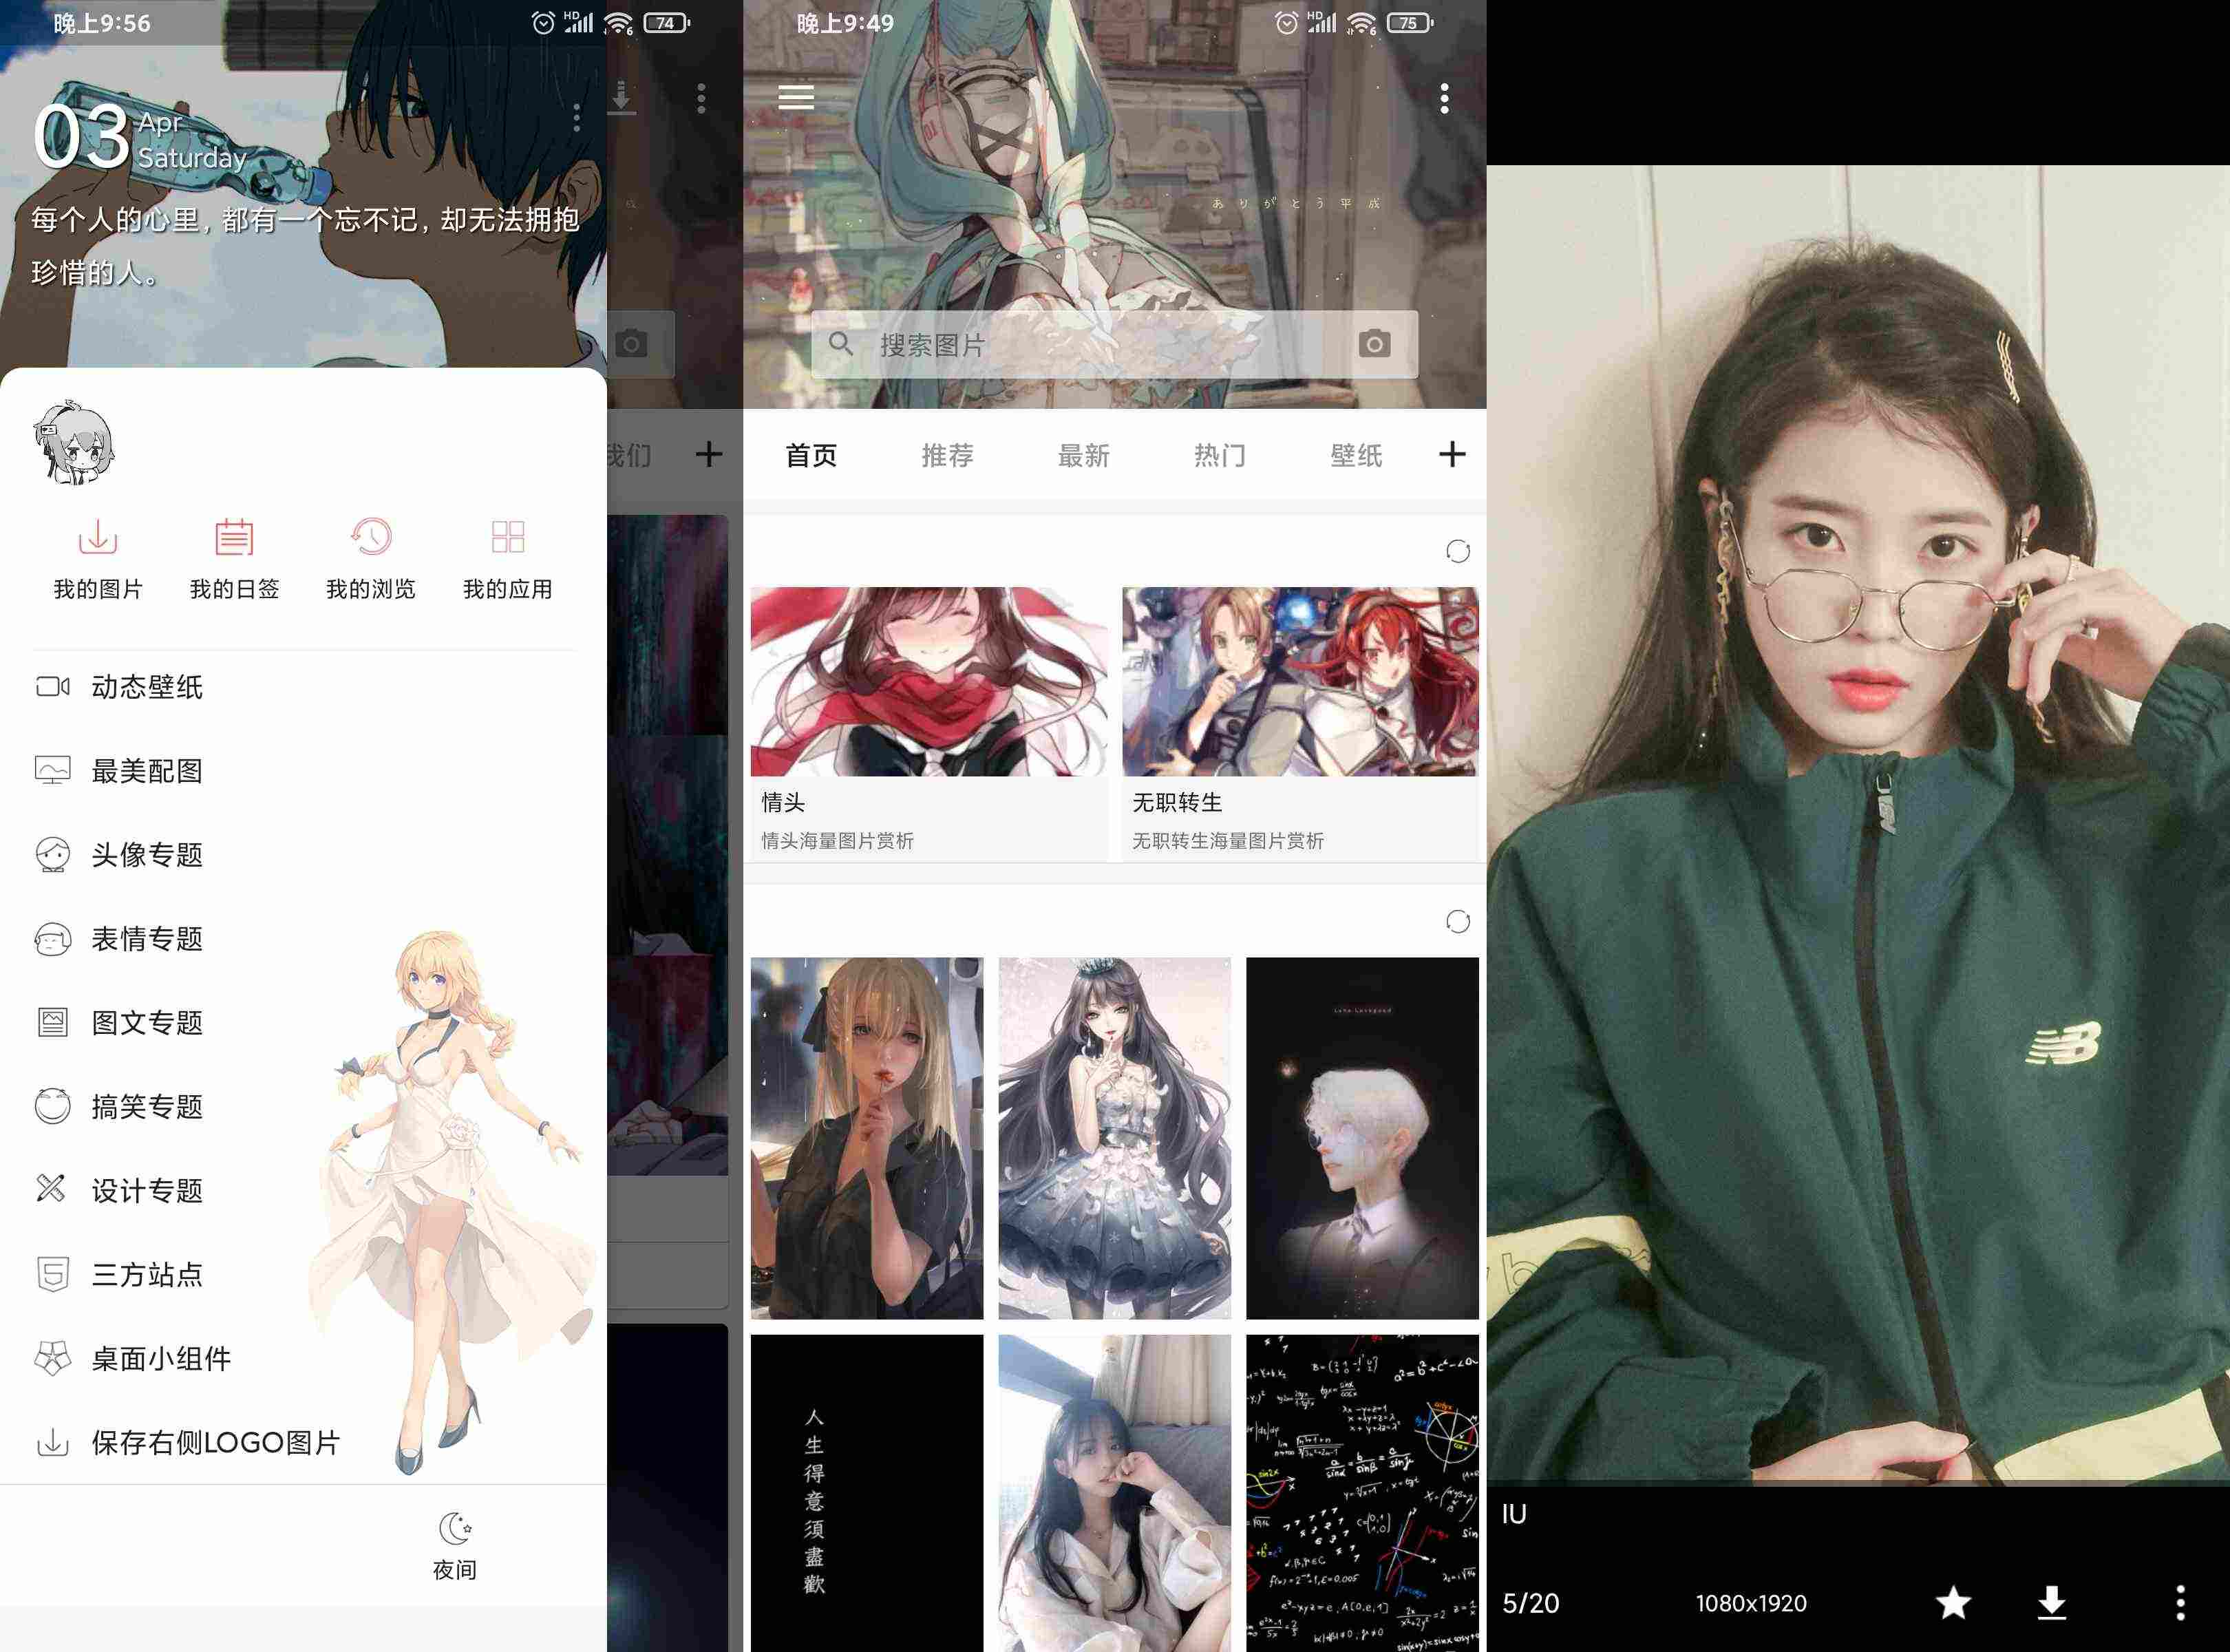 晚上9:56
HD
6
74
03
Apr
Saturday
每个人的心里，都有一个忘不记，却无法拥抱
珍惜的人。
我们
我的图片
我的日签
我的浏览
我的应用
动态壁纸
最美配图
头像专题
表情专题
图文专题
搞笑专题
设计专题
三方站点
桌面小组件
保存右侧LOGO图片
夜间
晚上9:49
HD
6
75
01
ありがとう平成
搜索图片
首页
推荐
最新
热门
壁纸
情头
情头海量图片赏析
无职转生
无职转生海量图片赏析
Luna Lovegood
人生得意須盡歡
NB
IU
5/20
1080x1920